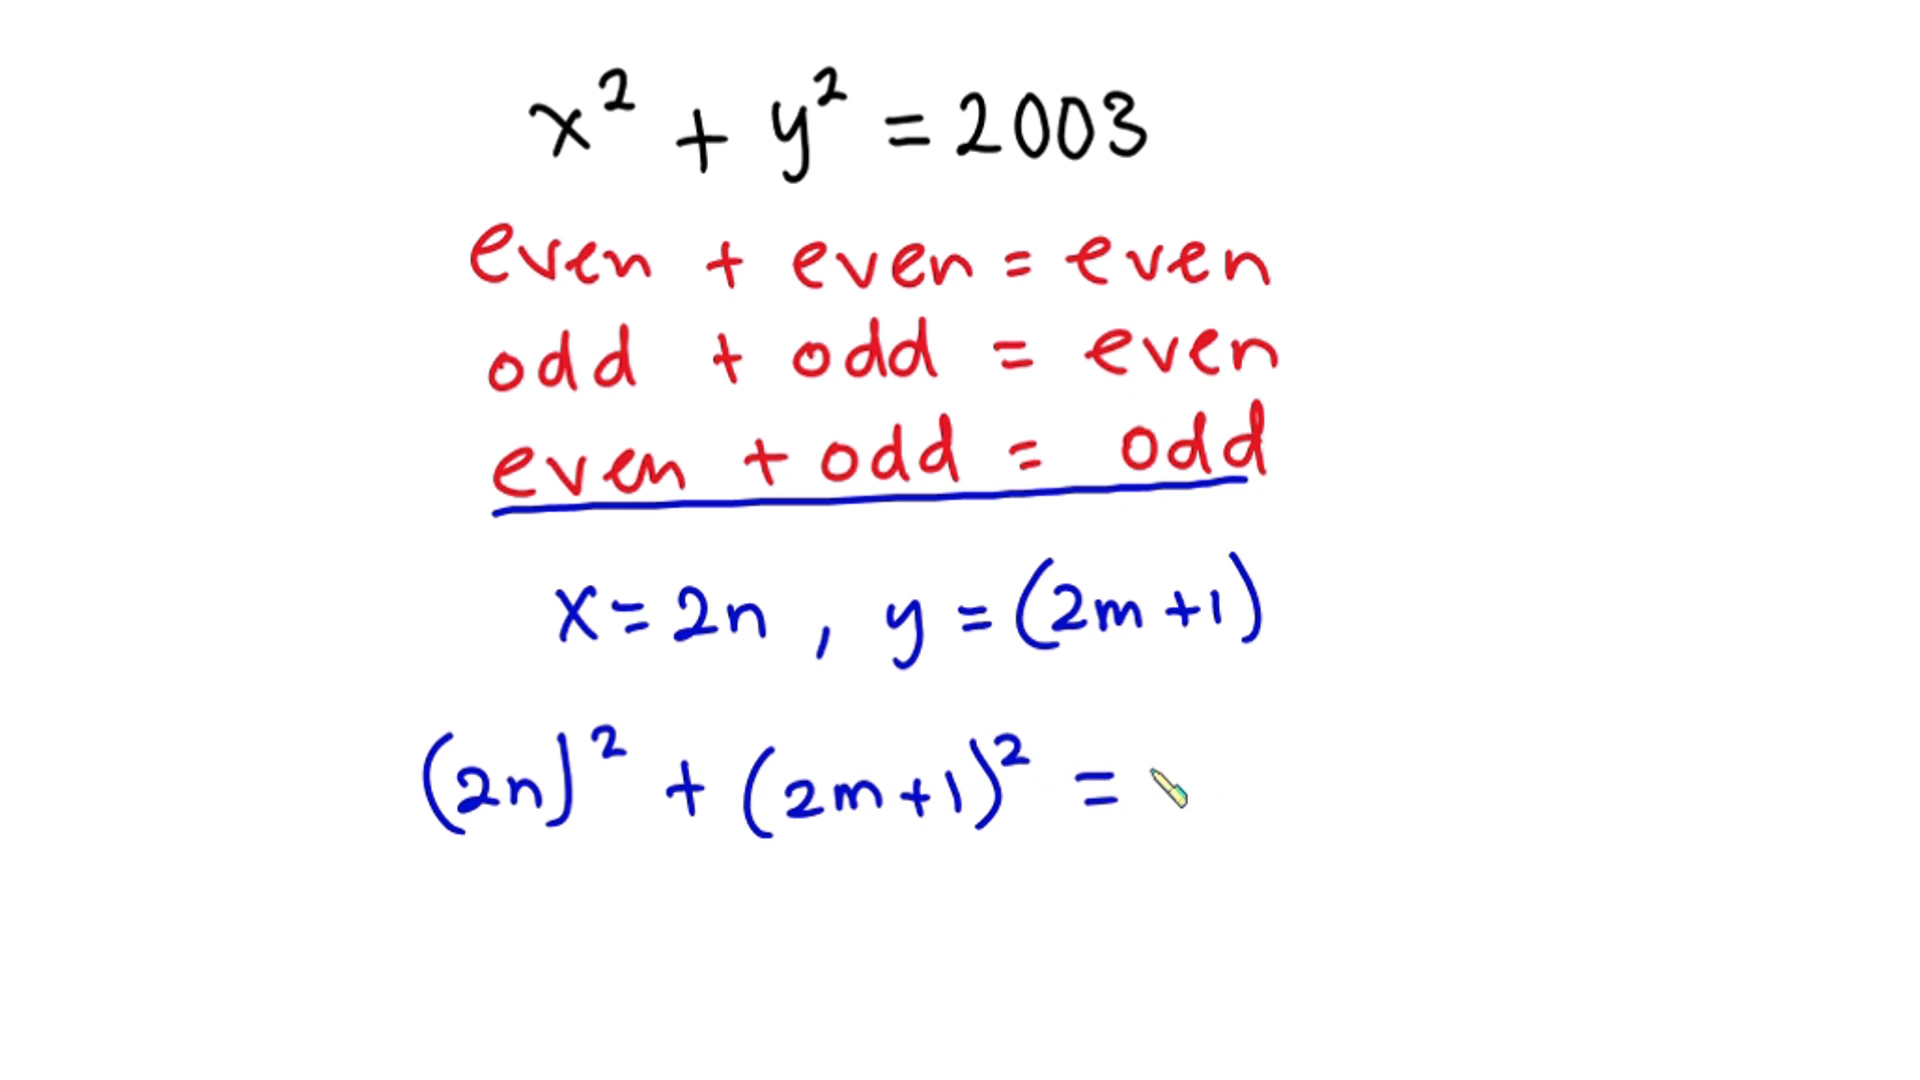 x² + y² = 2003
even + even = even
odd + odd = even
even + odd = odd
x = 2n , y = (2m + 1)
(2n)² + (2m + 1)² =